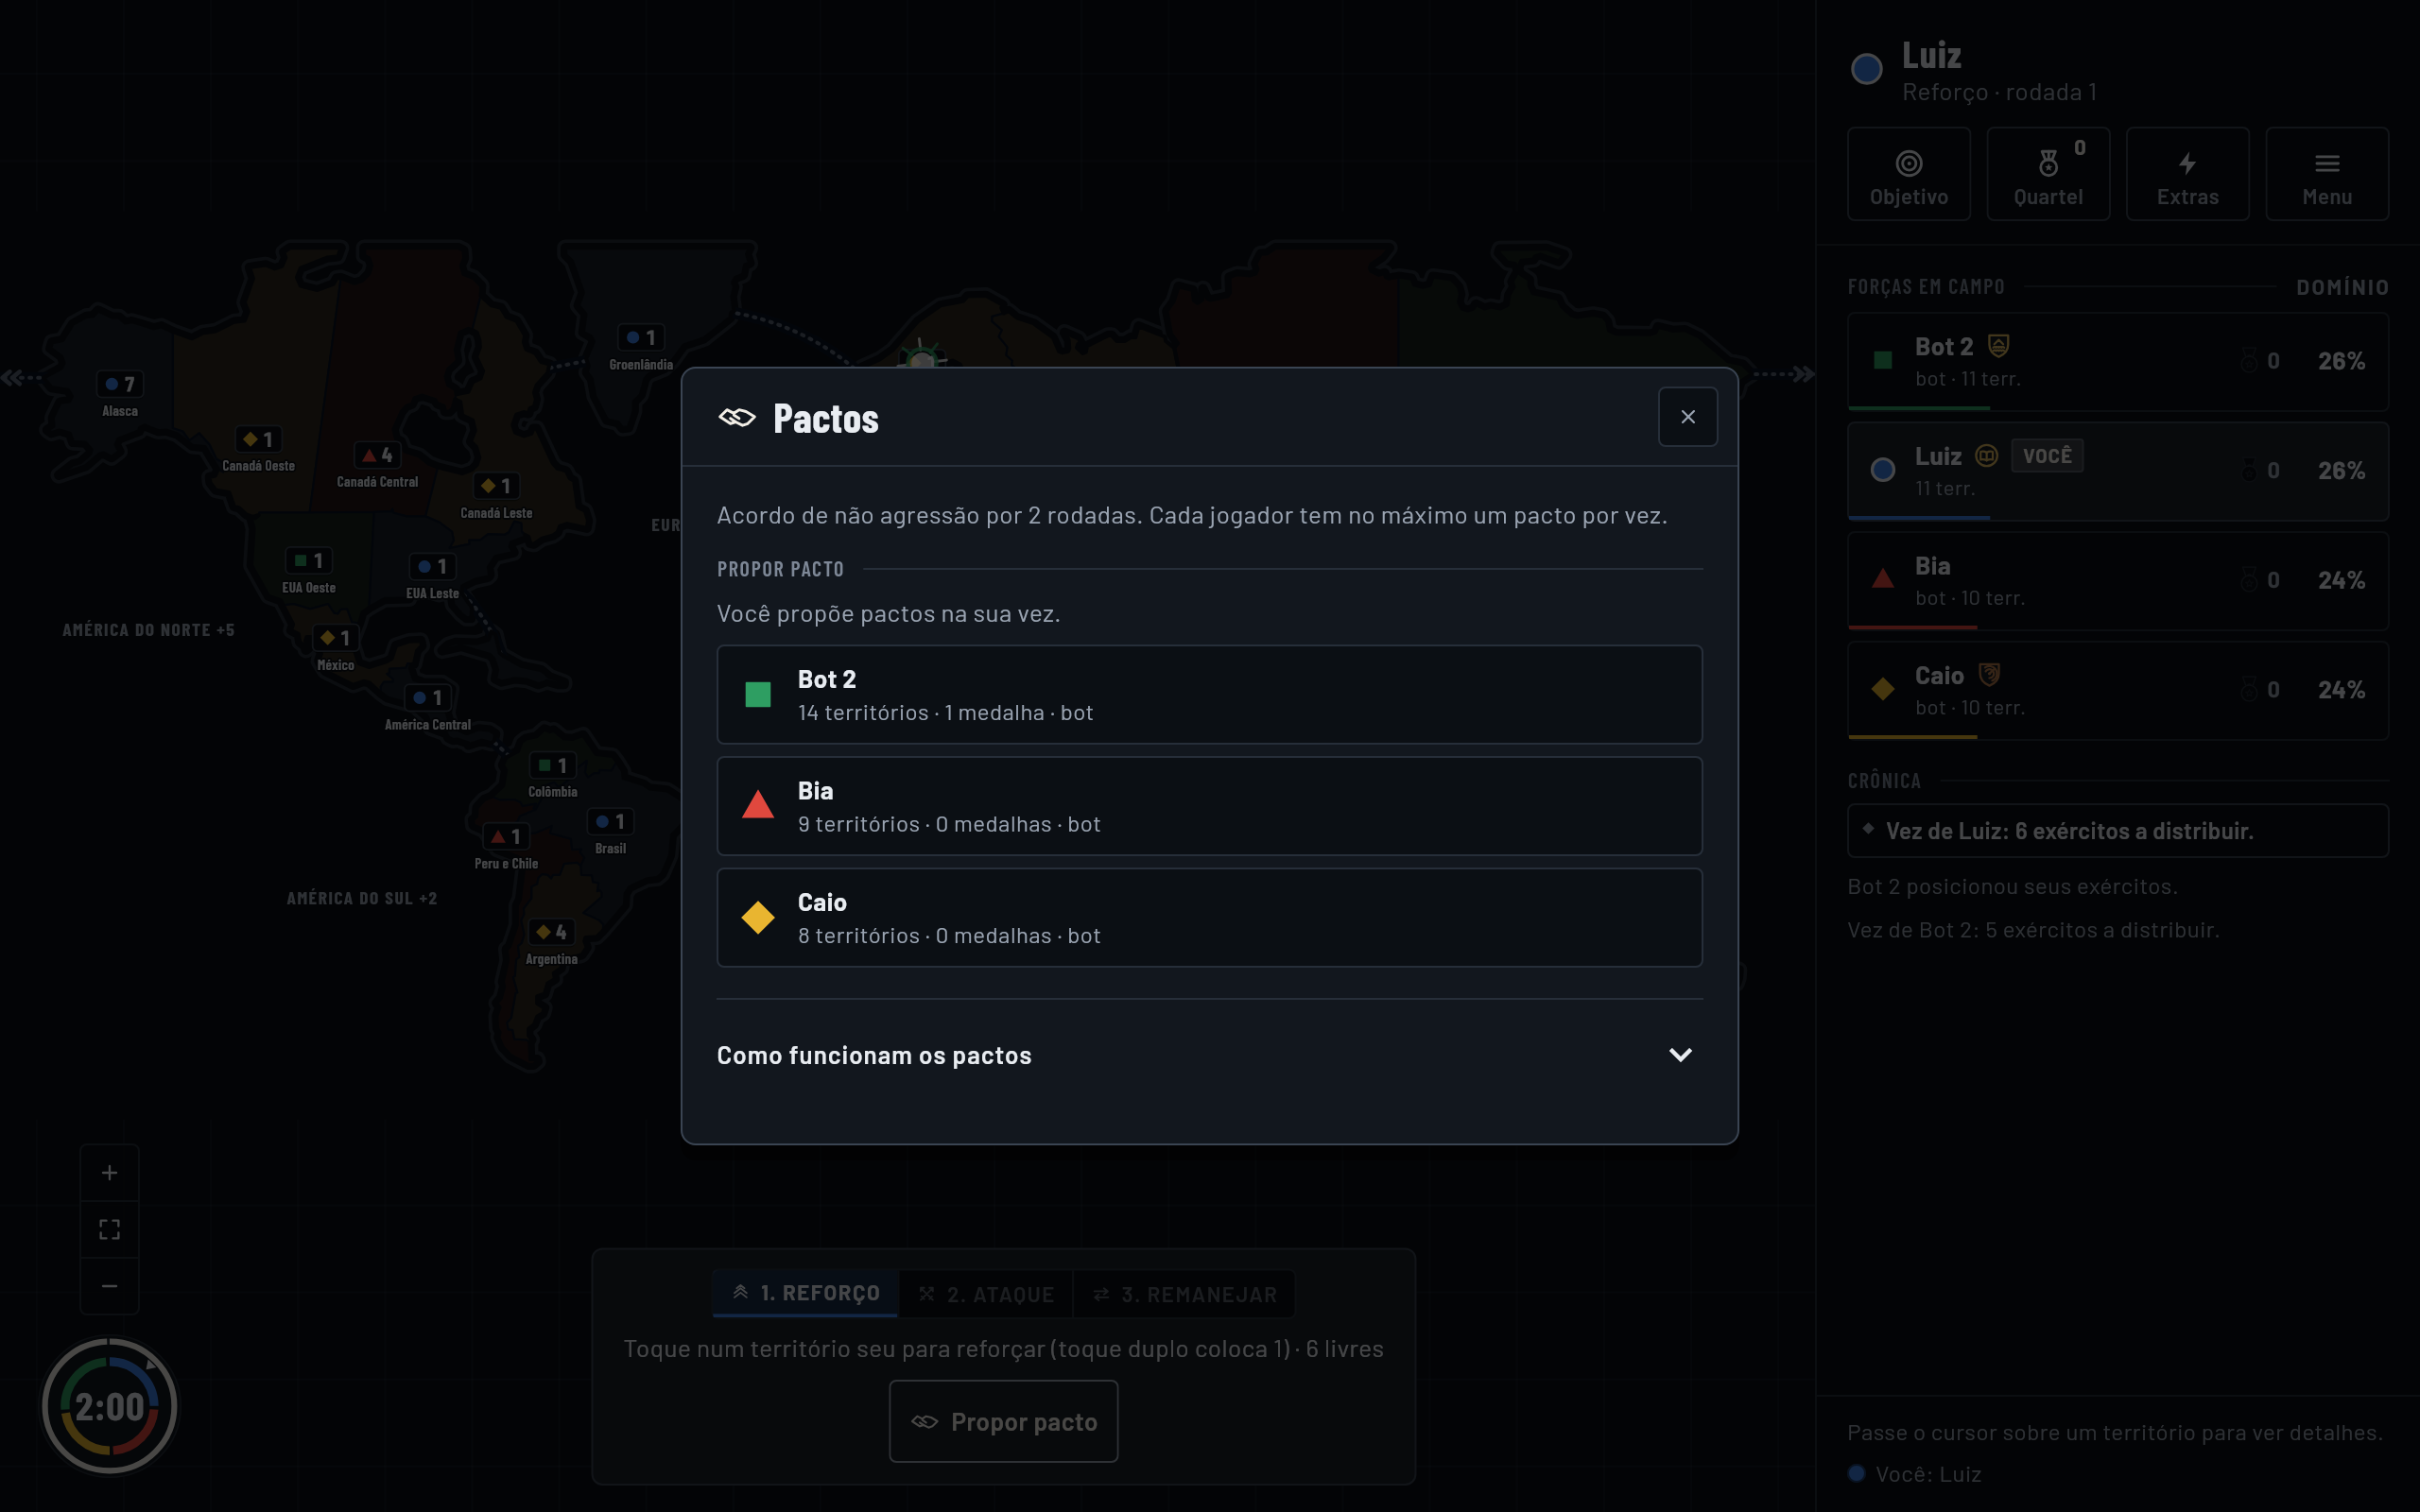 Luiz
Reforço · rodada 1
Objetivo
0
Quartel
Extras
Menu
FORÇAS EM CAMPO
DOMÍNIO
Bot 2
bot · 11 terr.
0
26%
Luiz
VOCÊ
11 terr.
0
26%
Bia
bot · 10 terr.
0
24%
Caio
bot · 10 terr.
0
24%
CRÔNICA
Vez de Luiz: 6 exércitos a distribuir.
Bot 2 posicionou seus exércitos.
Vez de Bot 2: 5 exércitos a distribuir.
Passe o cursor sobre um território para ver detalhes.
Você: Luiz
1
Groenlândia
7
Alasca
1
Canadá Oeste
4
Canadá Central
1
Canadá Leste
EUR
1
EUA Oeste
1
EUA Leste
AMÉRICA DO NORTE +5
1
México
1
América Central
1
Colômbia
1
Brasil
1
Peru e Chile
AMÉRICA DO SUL +2
4
Argentina
Pactos
Acordo de não agressão por 2 rodadas. Cada jogador tem no máximo um pacto por vez.
PROPOR PACTO
Você propõe pactos na sua vez.
Bot 2
14 territórios · 1 medalha · bot
Bia
9 territórios · 0 medalhas · bot
Caio
8 territórios · 0 medalhas · bot
Como funcionam os pactos
1. REFORÇO
2. ATAQUE
3. REMANEJAR
Toque num território seu para reforçar (toque duplo coloca 1) · 6 livres
Propor pacto
2:00